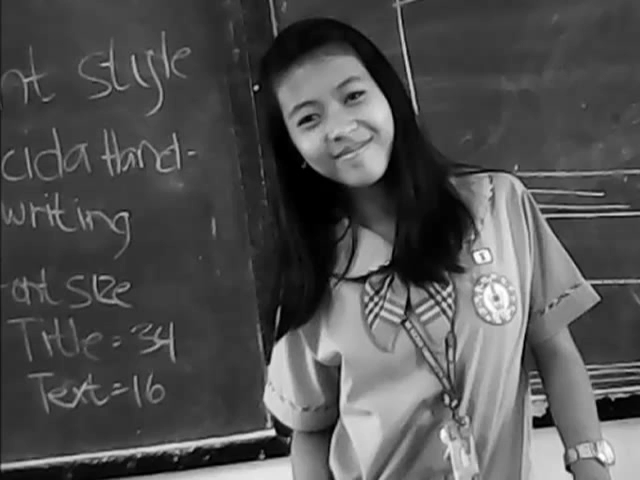 nt style
cida Hand-
writing
ont size
Title = 34
Text = 16